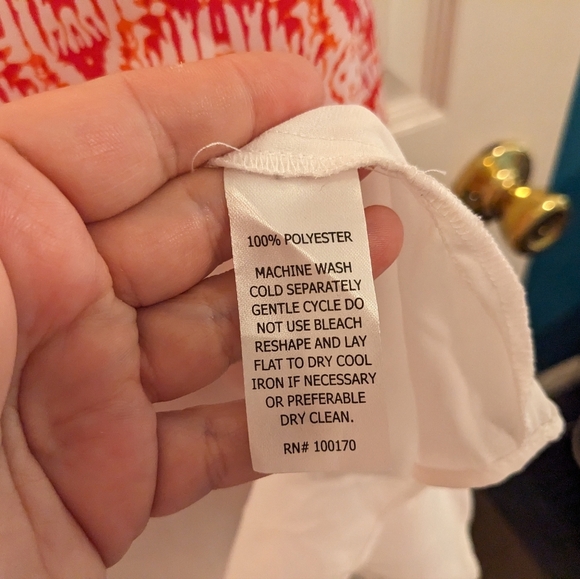 100% POLYESTER
MACHINE WASH
COLD SEPARATELY
GENTLE CYCLE DO
NOT USE BLEACH
RESHAPE AND LAY
FLAT TO DRY COOL
IRON IF NECESSARY
OR PREFERABLE
DRY CLEAN.
RN# 100170